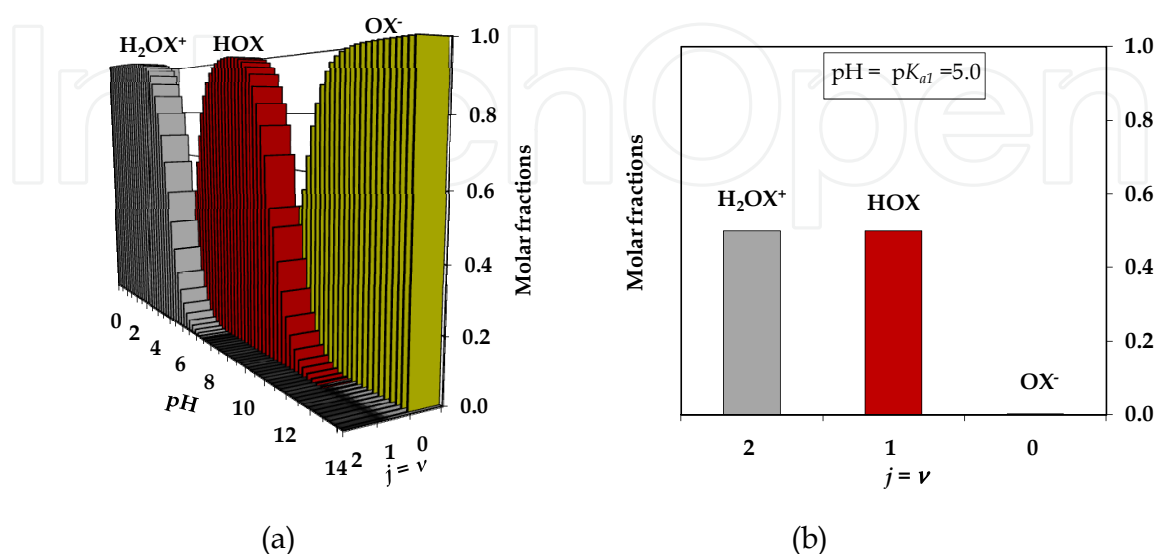 IntechOpen
H₂OX⁺
HOX
OX⁻
1.0
0.8
0.6
0.4
0.2
0.0
Molar fractions
0
2
4
6
8
10
12
14
pH
2
1
0
j = ν
(a)
pH = pKₐ₁ =5.0
Molar fractions
1.0
0.8
0.6
0.4
0.2
0.0
H₂OX⁺
HOX
OX⁻
2
1
0
j = ν
(b)